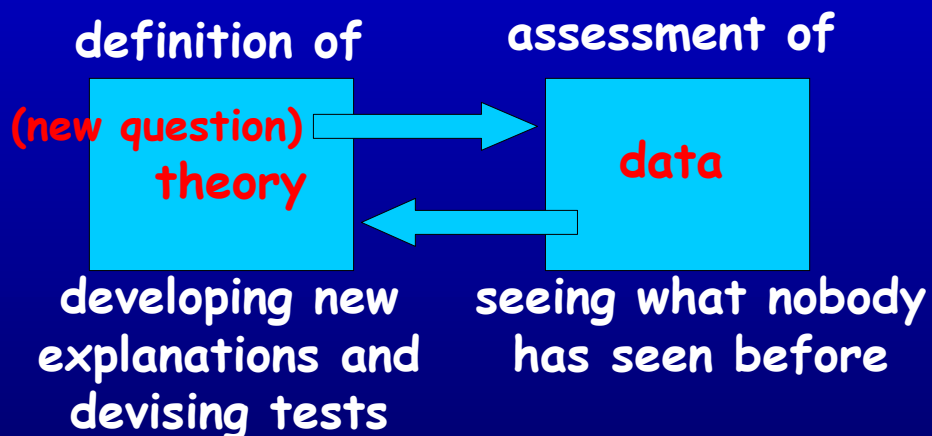 definition of
(new question)
theory
developing new
explanations and
devising tests
assessment of
data
seeing what nobody
has seen before